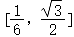 [1/6, √3/2]